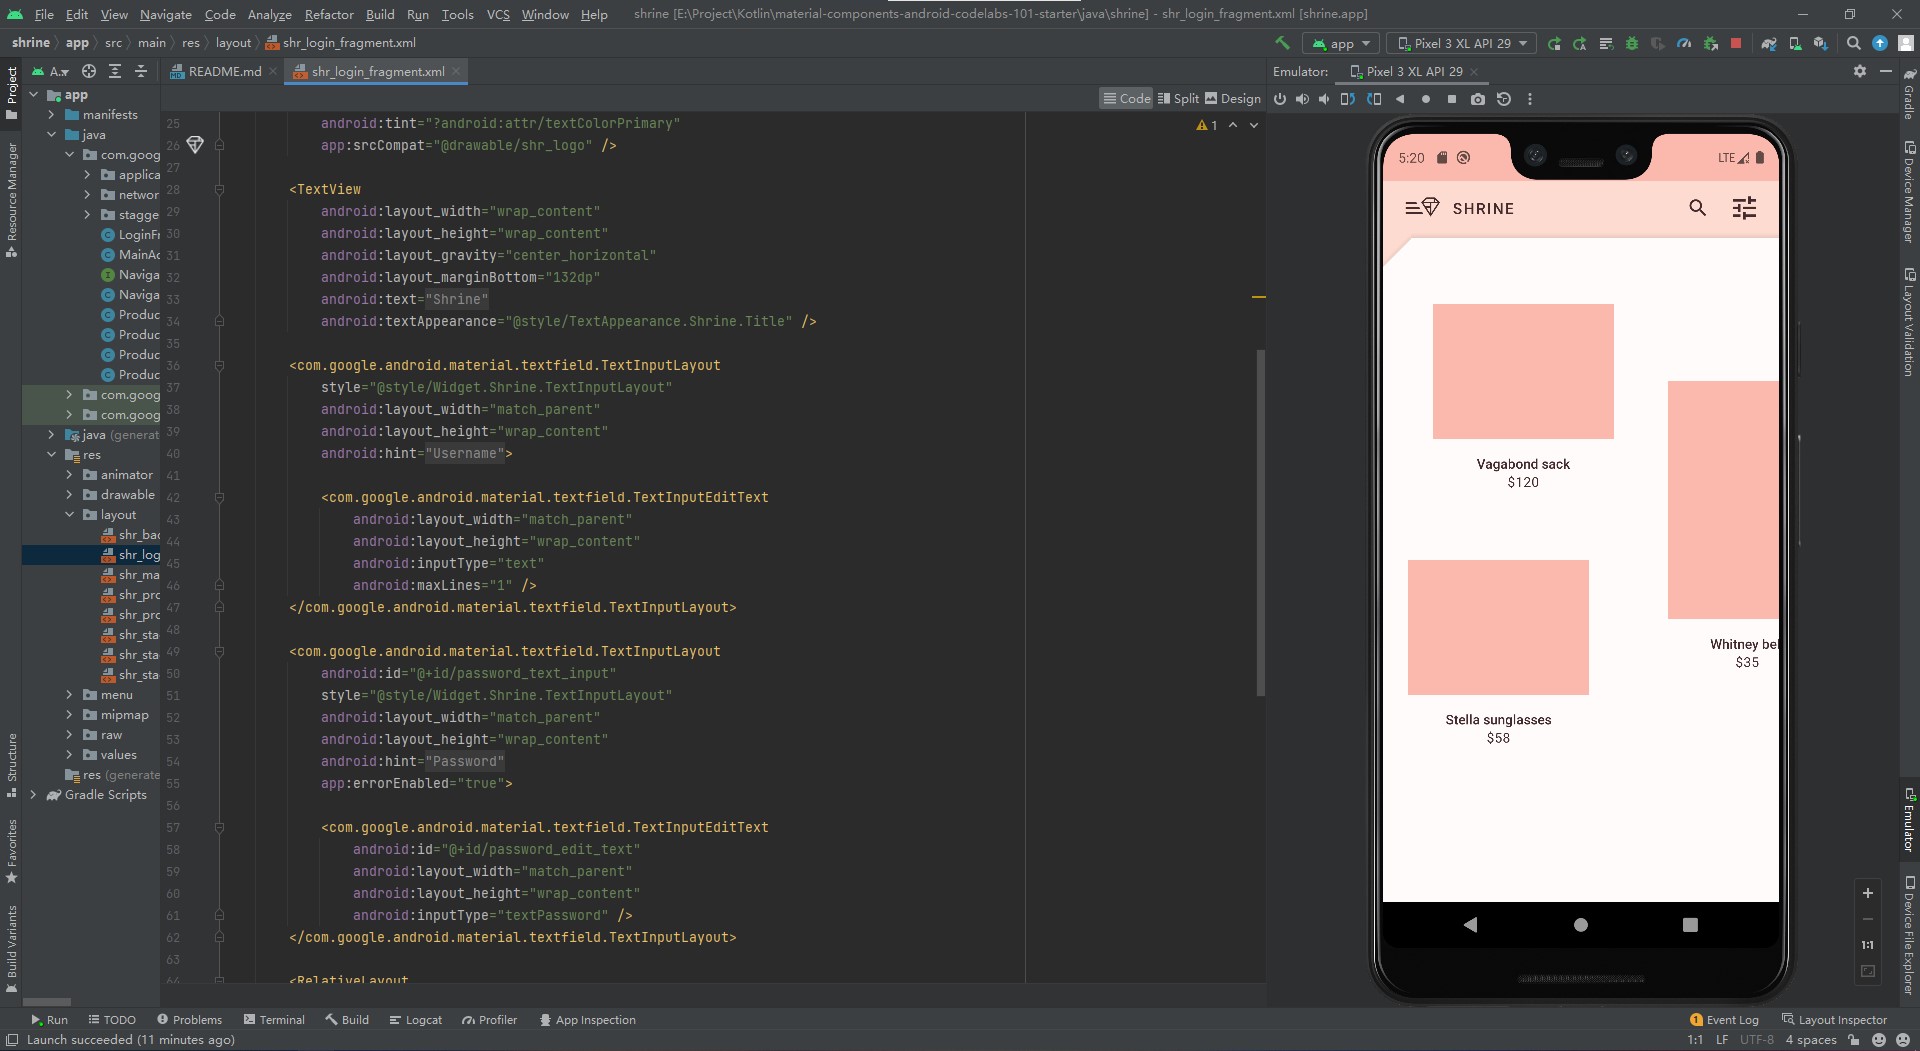 File Edit View Navigate Code Analyze Refactor Build Run Tools VCS Window Help shrine [E:\Project\Kotlin\material-components-android-codelabs-101-starter\java\shrine] - shr_login_fragment.xml [shrine.app]
shrine app src main res layout shr_login_fragment.xml app Pixel 3 XL API 29
Project A.. README.md shr_login_fragment.xml Emulator: Pixel 3 XL API 29
Code Split Design
app
manifests
java
com.goog
applica
networ
stagge
LoginFr
MainAc
Naviga
Naviga
Produc
Produc
Produc
Produc
com.goog
com.goog
java (generat
res
animator
drawable
layout
shr_bac
shr_log
shr_ma
shr_pro
shr_pro
shr_sta
shr_sta
shr_sta
menu
mipmap
raw
values
res (generate
Gradle Scripts
Resource Manager
Structure
Favorites
Build Variants
1
25 android:tint="?android:attr/textColorPrimary"
26 app:srcCompat="@drawable/shr_logo" />
27
28 <TextView
29 android:layout_width="wrap_content"
30 android:layout_height="wrap_content"
31 android:layout_gravity="center_horizontal"
32 android:layout_marginBottom="132dp"
33 android:text="Shrine"
34 android:textAppearance="@style/TextAppearance.Shrine.Title" />
35
36 <com.google.android.material.textfield.TextInputLayout
37 style="@style/Widget.Shrine.TextInputLayout"
38 android:layout_width="match_parent"
39 android:layout_height="wrap_content"
40 android:hint="Username">
41
42 <com.google.android.material.textfield.TextInputEditText
43 android:layout_width="match_parent"
44 android:layout_height="wrap_content"
45 android:inputType="text"
46 android:maxLines="1" />
47 </com.google.android.material.textfield.TextInputLayout>
48
49 <com.google.android.material.textfield.TextInputLayout
50 android:id="@+id/password_text_input"
51 style="@style/Widget.Shrine.TextInputLayout"
52 android:layout_width="match_parent"
53 android:layout_height="wrap_content"
54 android:hint="Password"
55 app:errorEnabled="true">
56
57 <com.google.android.material.textfield.TextInputEditText
58 android:id="@+id/password_edit_text"
59 android:layout_width="match_parent"
60 android:layout_height="wrap_content"
61 android:inputType="textPassword" />
62 </com.google.android.material.textfield.TextInputLayout>
63
64 <RelativeLayout
5:20 LTE
SHRINE
Vagabond sack
$120
Whitney bel
$35
Stella sunglasses
$58
1:1
Gradle
Device Manager
Layout Validation
Emulator
Device File Explorer
Run TODO Problems Terminal Build Logcat Profiler App Inspection 1 Event Log Layout Inspector
Launch succeeded (11 minutes ago) 1:1 LF UTF-8 4 spaces